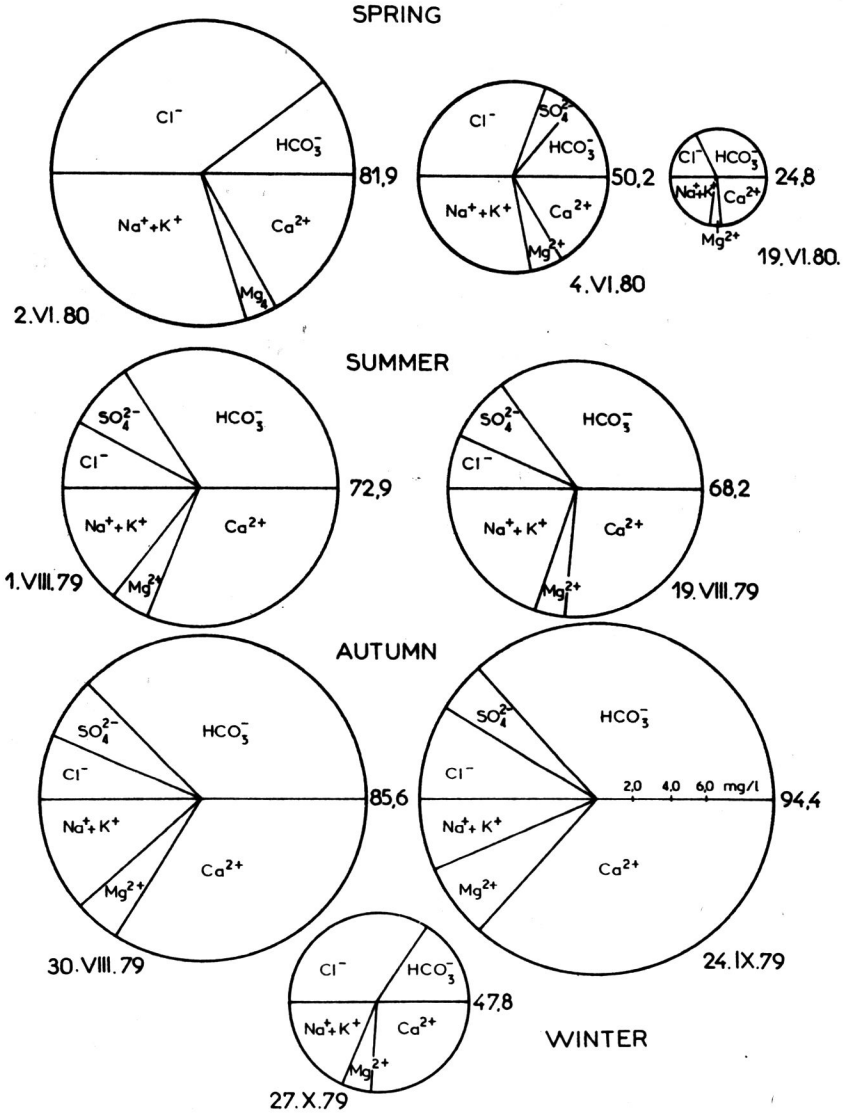 SPRING
Cl⁻
HCO₃⁻
81,9
Na⁺+K⁺
Ca²⁺
Mg₄
2.VI.80
Cl⁻
SO₄²⁻
HCO₃⁻
50,2
Na⁺+K⁺
Ca²⁺
Mg²⁺
4.VI.80
Cl⁻
HCO₃⁻
24,8
Na⁺+K⁺
Ca²⁺
Mg²⁺
19.VI.80.
SUMMER
SO₄²⁻
HCO₃⁻
Cl⁻
72,9
Na⁺+K⁺
Ca²⁺
Mg²⁺
1.VIII.79
SO₄²⁻
HCO₃⁻
Cl⁻
68,2
Na⁺+K⁺
Ca²⁺
Mg²⁺
19.VIII.79
AUTUMN
SO₄²⁻
HCO₃⁻
Cl⁻
85,6
Na⁺+K⁺
Ca²⁺
Mg²⁺
30.VIII.79
SO₄²⁻
HCO₃⁻
Cl⁻
2,0 4,0 6,0 mg/l
94,4
Na⁺+K⁺
Ca²⁺
Mg²⁺
24.IX.79
Cl⁻
HCO₃⁻
47,8
Na⁺+K⁺
Ca²⁺
Mg²⁺
27.X.79
WINTER